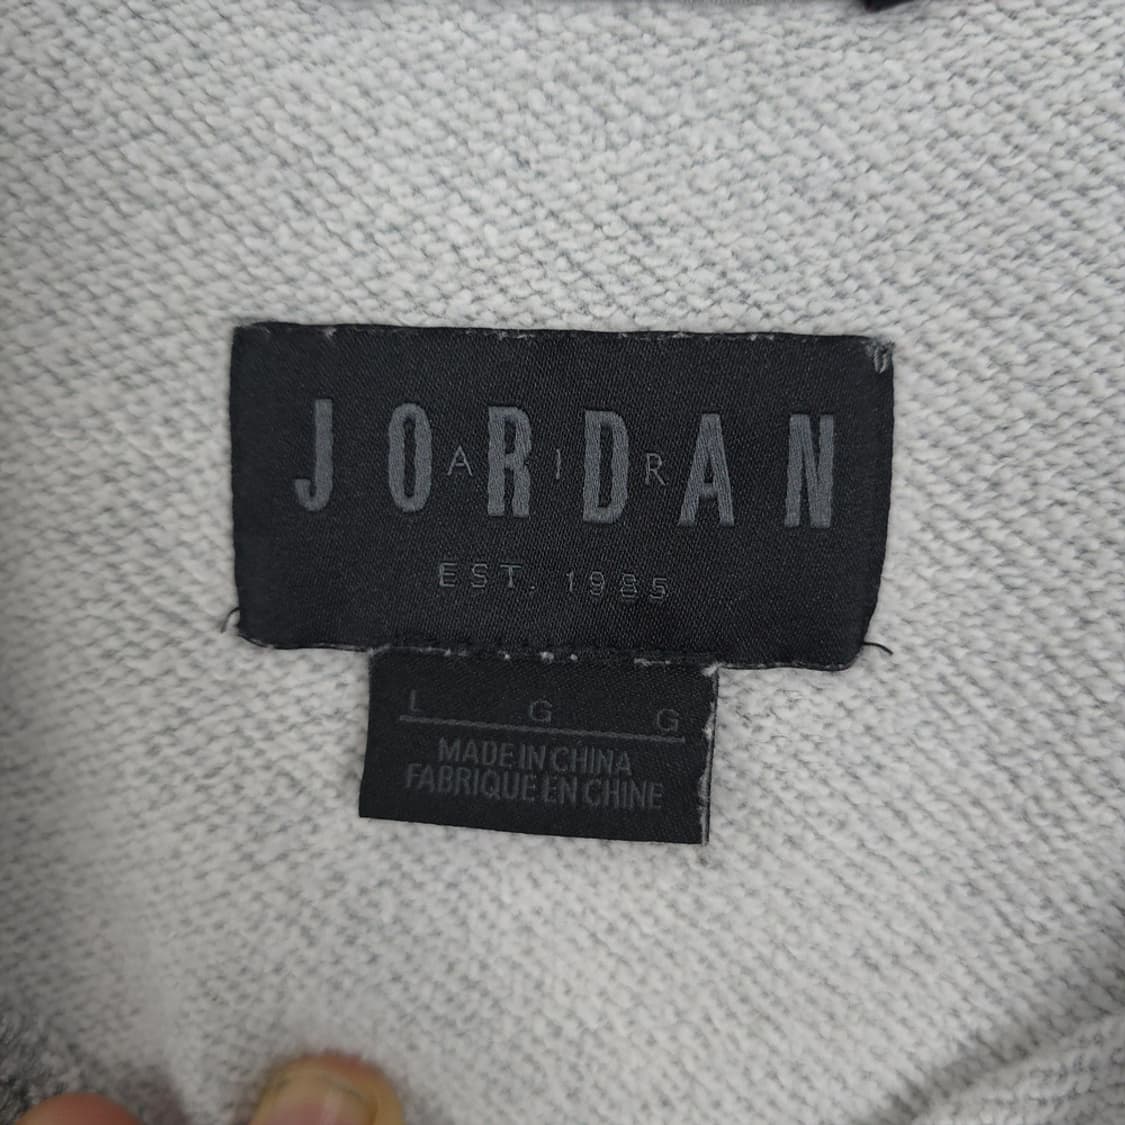 JORDAN
AIR
EST. 1985
L G G
MADE IN CHINA
FABRIQUE EN CHINE